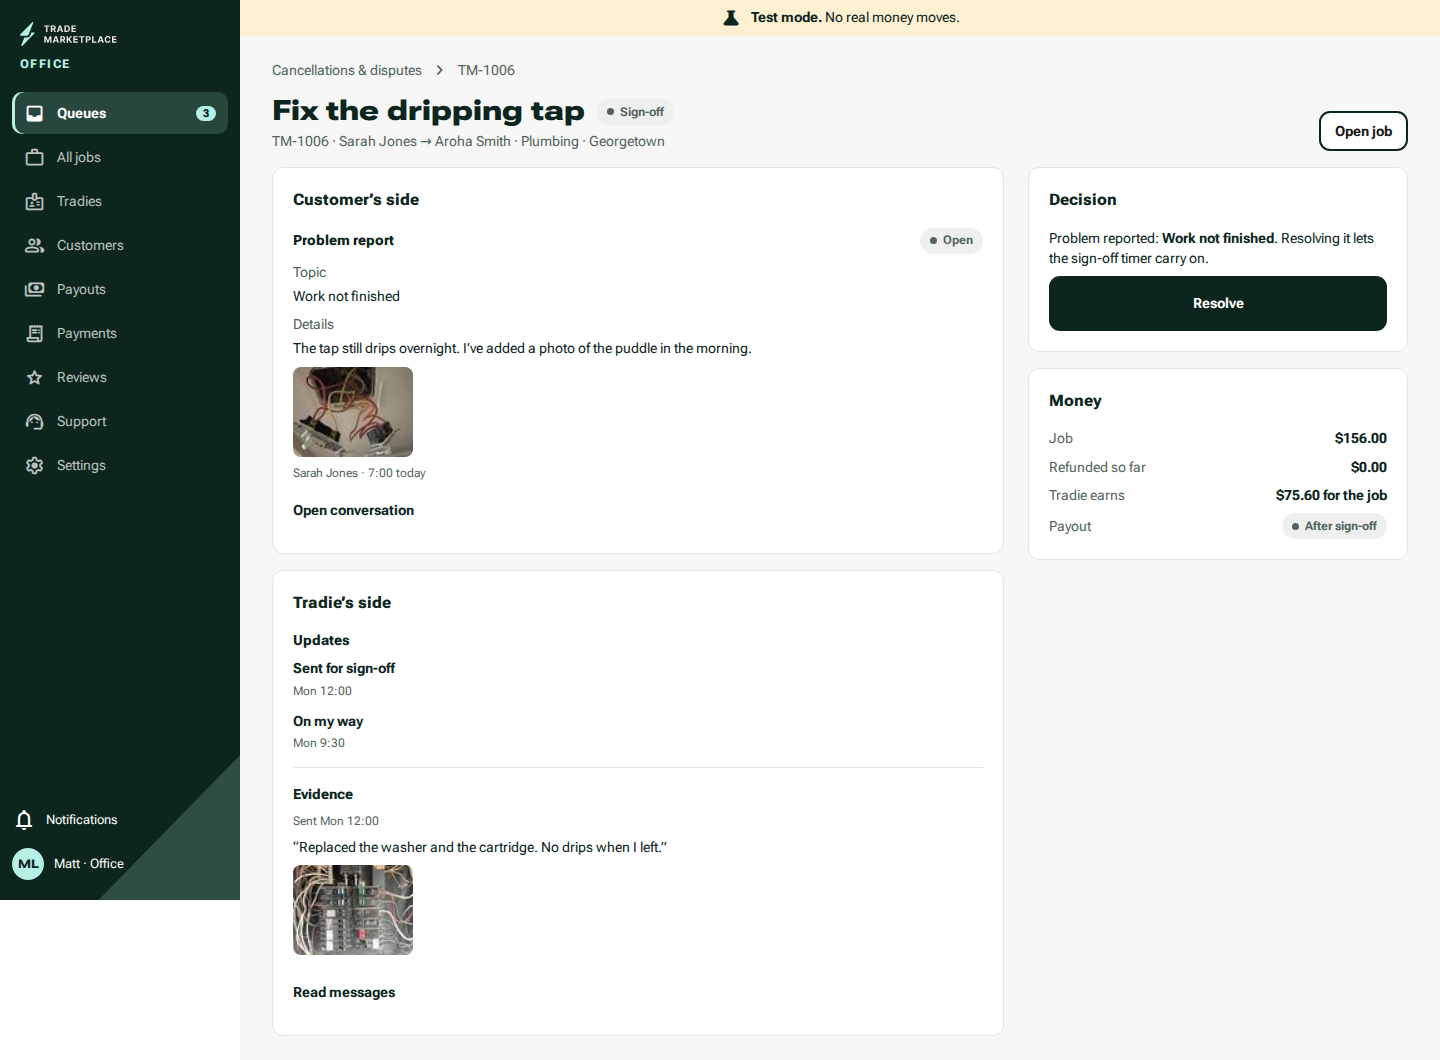 TRADE
MARKETPLACE
OFFICE
Queues 3
All jobs
Tradies
Customers
Payouts
Payments
Reviews
Support
Settings
Notifications
ML Matt · Office
Test mode. No real money moves.
Cancellations & disputes > TM-1006
Fix the dripping tap Sign-off
TM-1006 · Sarah Jones → Aroha Smith · Plumbing · Georgetown
Open job
Customer’s side
Problem report Open
Topic
Work not finished
Details
The tap still drips overnight. I’ve added a photo of the puddle in the morning.
Sarah Jones · 7:00 today
Open conversation
Tradie’s side
Updates
Sent for sign-off
Mon 12:00
On my way
Mon 9:30
Evidence
Sent Mon 12:00
“Replaced the washer and the cartridge. No drips when I left.”
Read messages
Decision
Problem reported: Work not finished. Resolving it lets
the sign-off timer carry on.
Resolve
Money
Job $156.00
Refunded so far $0.00
Tradie earns $75.60 for the job
Payout After sign-off